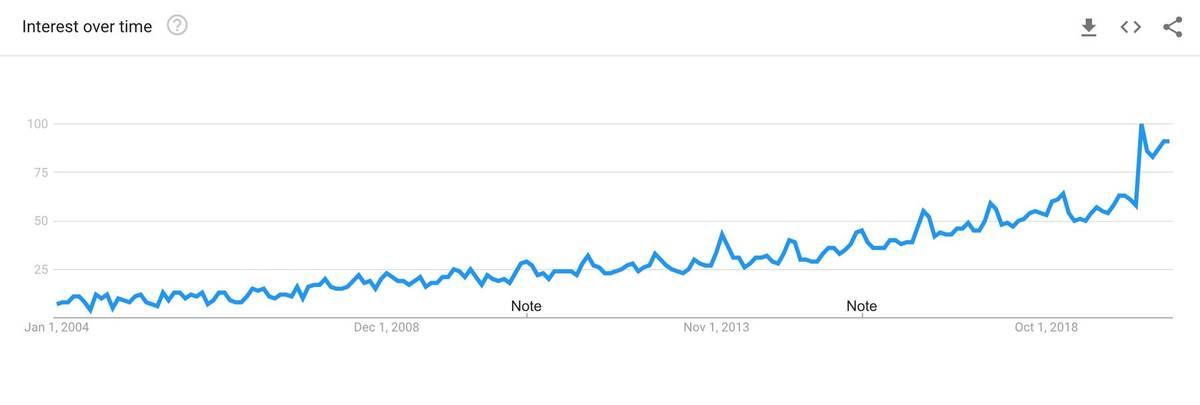 Interest over time
100
75
50
25
Note Note
Jan 1, 2004 Dec 1, 2008 Nov 1, 2013 Oct 1, 2018